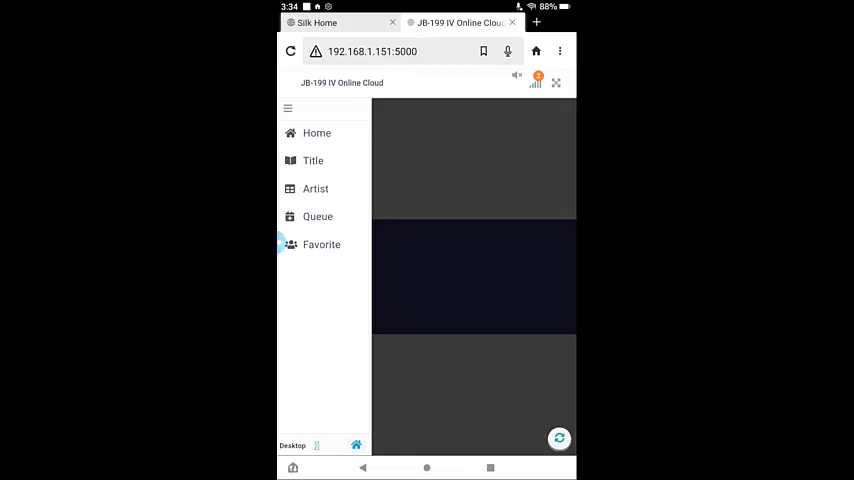 3:34
88%
Silk Home
JB-199 IV Online Clou
192.168.1.151:5000
JB-199 IV Online Cloud
2
Home
Title
Artist
Queue
Favorite
Desktop